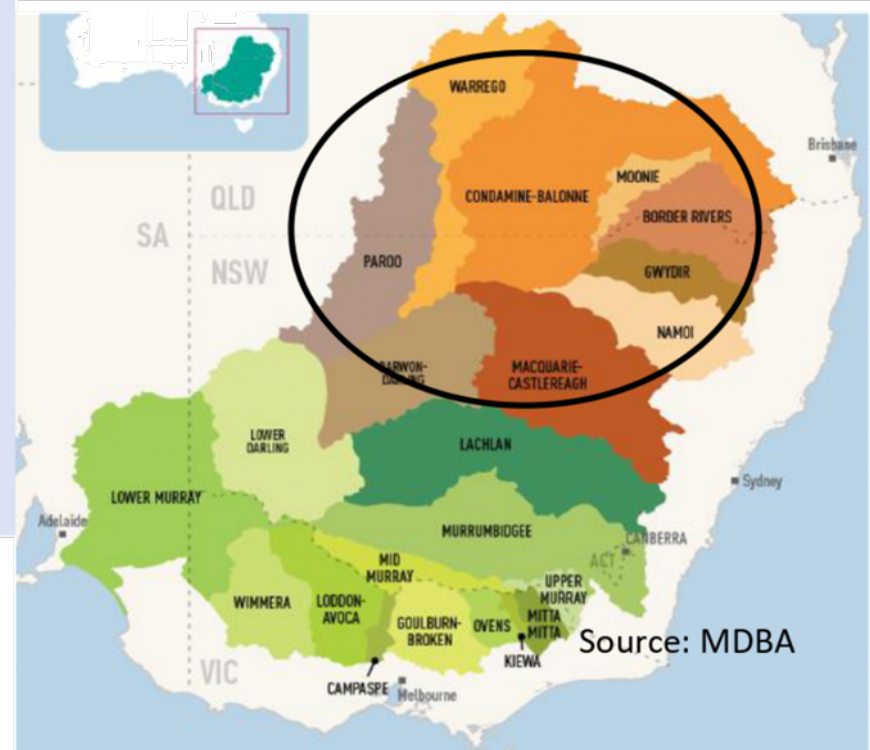 WARREGO
Brisbane
MOONIE
QLD
CONDAMINE-BALONNE
BORDER RIVERS
SA
PAROO
NSW
GWYDIR
NAMOI
BARWON-
DARLING
MACQUARIE-
CASTLEREAGH
LOWER
DARLING
LACHLAN
Sydney
LOWER MURRAY
Adelaide
MURRUMBIDGEE
CANBERRA
ACT
MID
MURRAY
UPPER
MURRAY
WIMMERA
LODDON-
AVOCA
GOULBURN-
BROKEN
OVENS
MITTA
MITTA
Source: MDBA
KIEWA
VIC
CAMPASPE
Melbourne